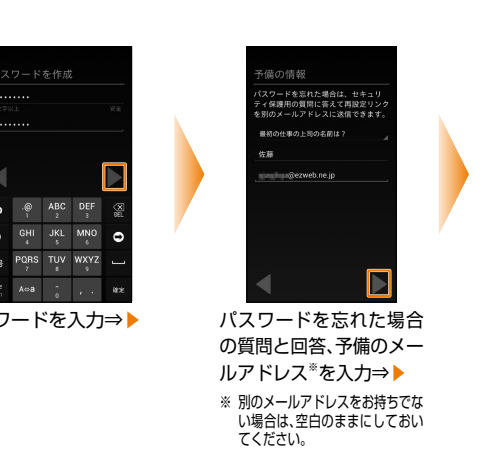 スワードを作成
字以上
安全
.@
2
ABC
2
DEF
3
DEL
GHI
4
JKL
5
MNO
6
PQRS
7
TUV
8
WXYZ
9
A⇔a
0
, .
確定
ワードを入力⇒▶
予備の情報
パスワードを忘れた場合は、セキュリ
ティ保護用の質問に答えて再設定リンク
を別のメールアドレスに送信できます。
最初の仕事の上司の名前は？
佐藤
@ezweb.ne.jp
パスワードを忘れた場合
の質問と回答、予備のメー
ルアドレス※を入力⇒▶
※ 別のメールアドレスをお持ちでな
い場合は、空白のままにしておい
てください。